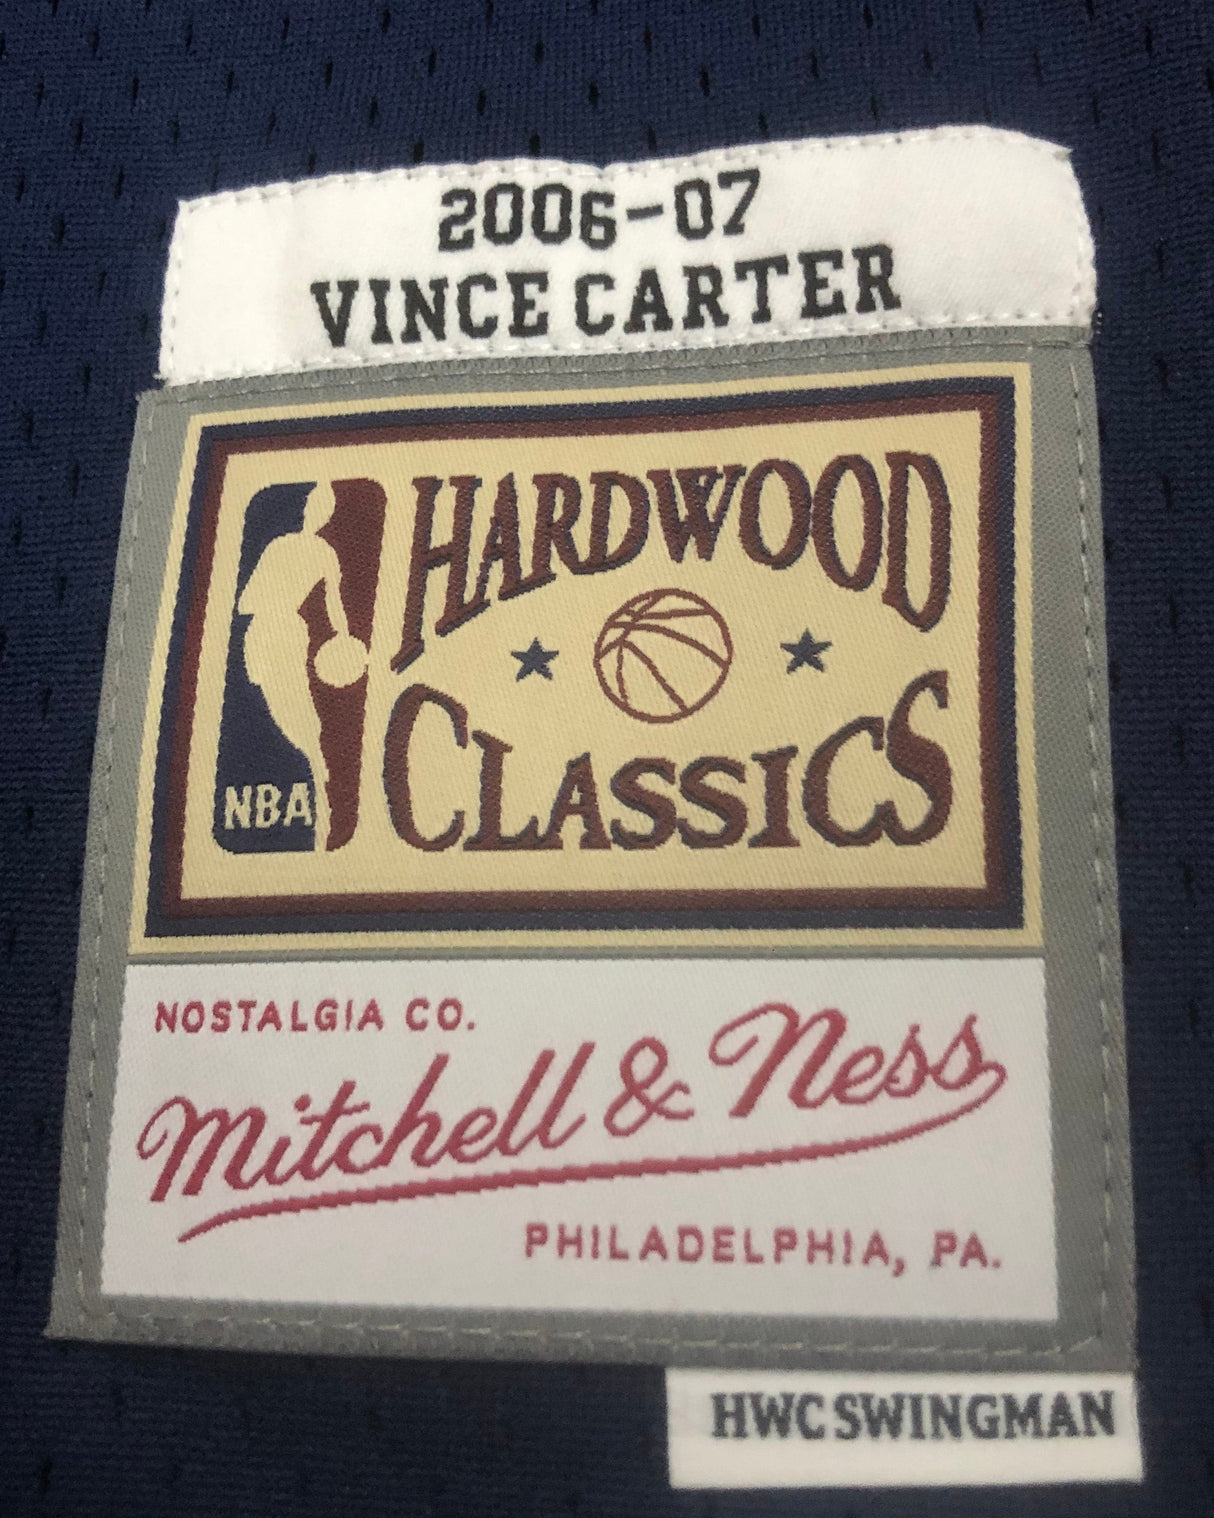 2006-07
VINCE CARTER
HARDWOOD
CLASSICS
NBA
NOSTALGIA CO.
Mitchell & Ness
PHILADELPHIA, PA.
HWC SWINGMAN